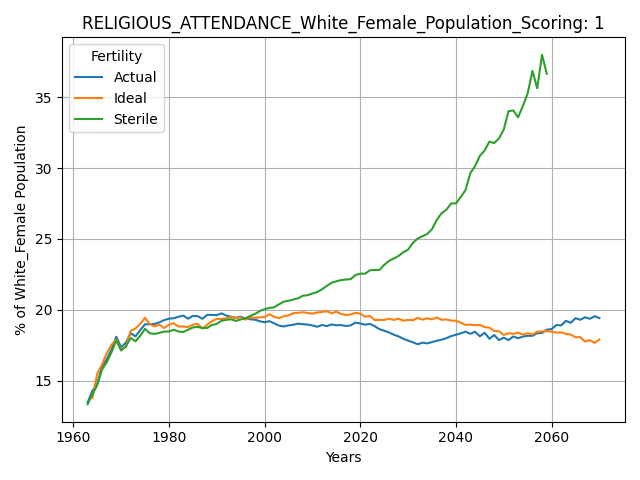 RELIGIOUS_ATTENDANCE_White_Female_Population_Scoring: 1
Fertility
Actual
Ideal
Sterile
% of White_Female Population
35
30
25
20
15
1960 1980 2000 2020 2040 2060
Years